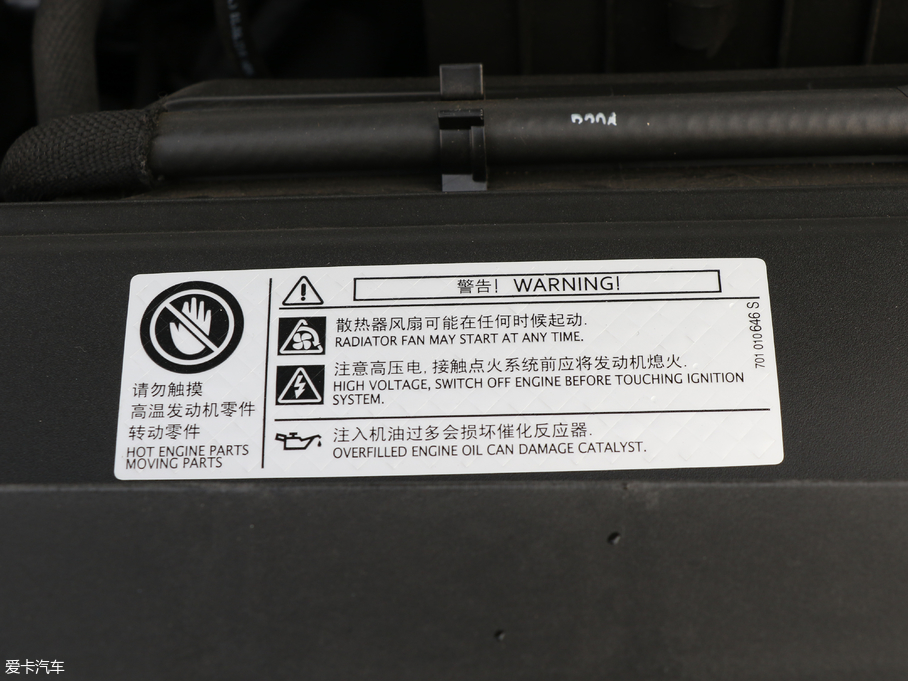 警告! WARNING!
散热器风扇可能在任何时候起动.
RADIATOR FAN MAY START AT ANY TIME.
注意高压电, 接触点火系统前应将发动机熄火.
HIGH VOLTAGE, SWITCH OFF ENGINE BEFORE TOUCHING IGNITION
SYSTEM.
注入机油过多会损坏催化反应器.
OVERFILLED ENGINE OIL CAN DAMAGE CATALYST.
请勿触摸
高温发动机零件
转动零件
HOT ENGINE PARTS
MOVING PARTS
701 010 646 S
爱卡汽车